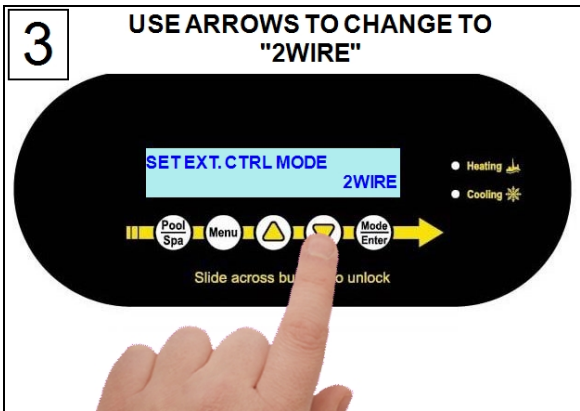 3
USE ARROWS TO CHANGE TO
"2WIRE"
SET EXT. CTRL MODE
2WIRE
Heating
Cooling
Pool
Spa
Menu
Mode
Enter
Slide across bu o unlock